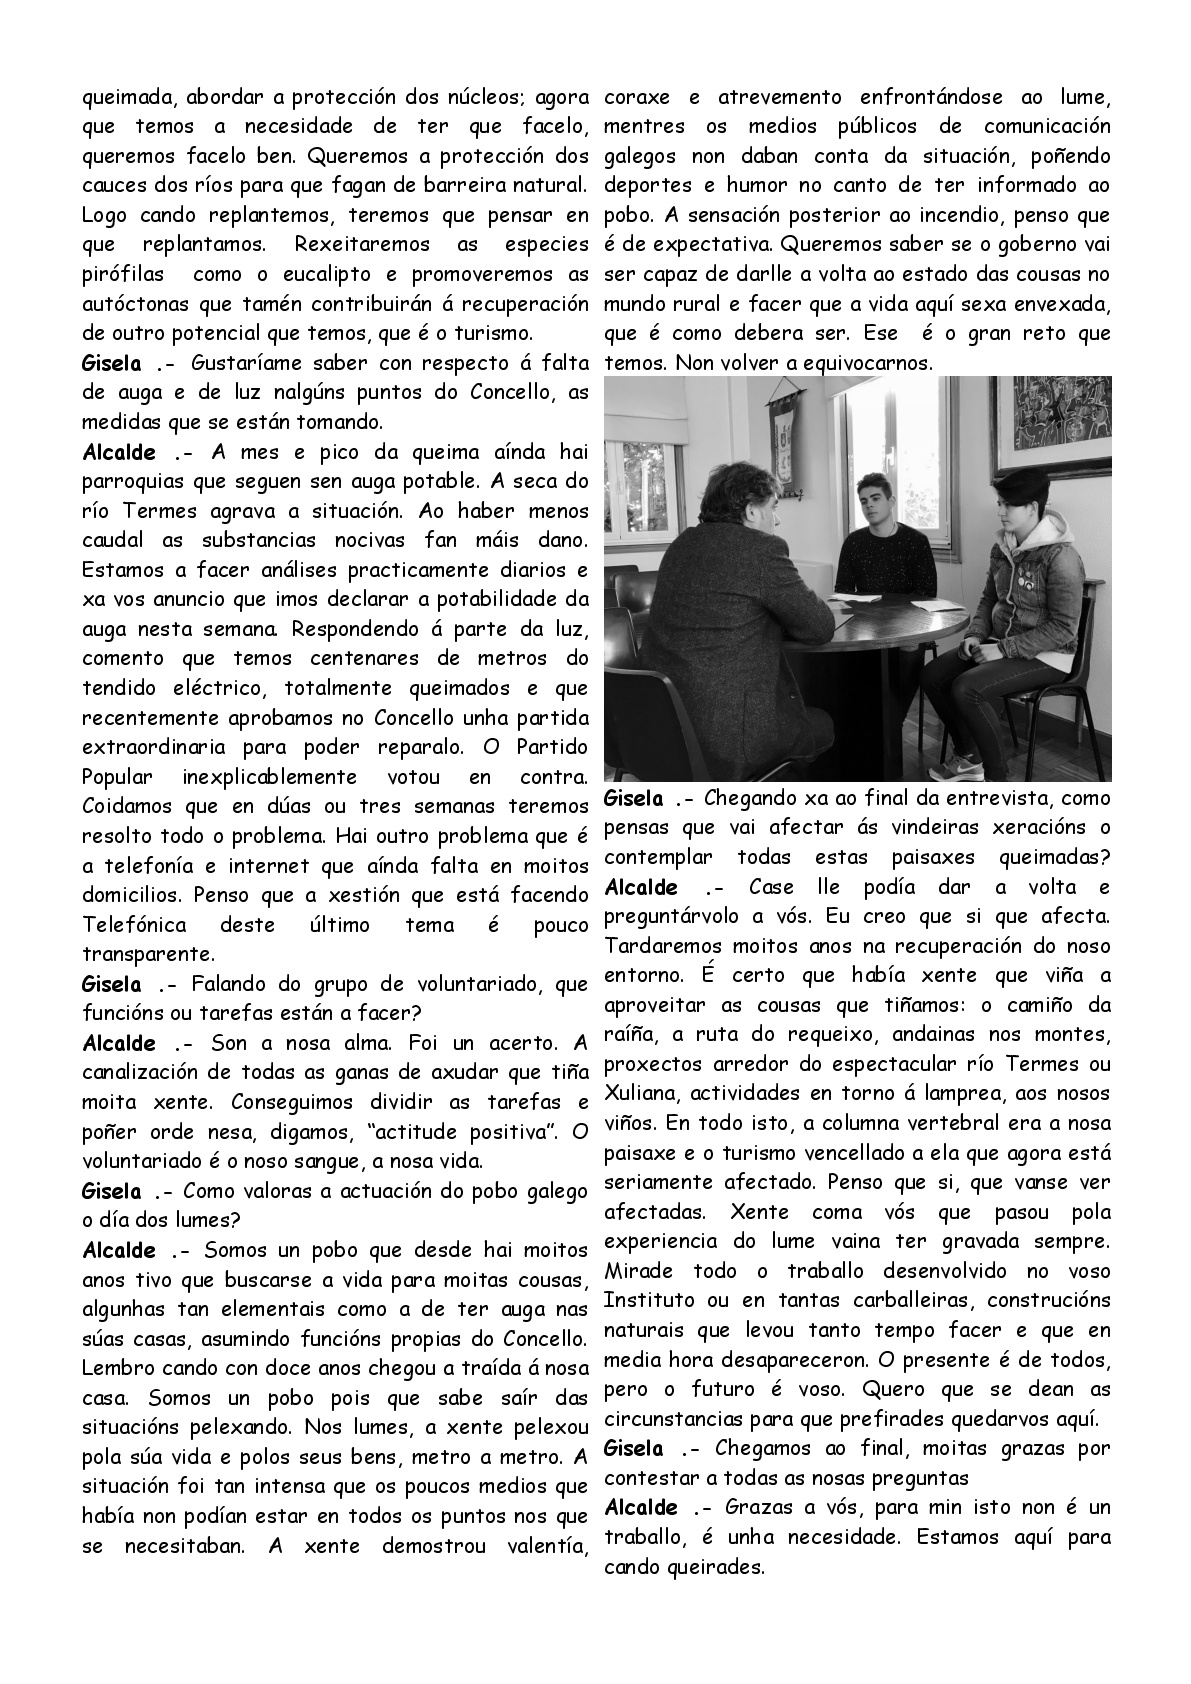 queimada, abordar a protección dos núcleos; agora
que temos a necesidade de ter que facelo,
queremos facelo ben. Queremos a protección dos
cauces dos ríos para que fagan de barreira natural.
Logo cando replantemos, teremos que pensar en
que replantamos. Rexeitaremos as especies
pirófilas como o eucalipto e promoveremos as
autóctonas que tamén contribuirán á recuperación
de outro potencial que temos, que é o turismo.
Gisela .- Gustaríame saber con respecto á falta
de auga e de luz nalgúns puntos do Concello, as
medidas que se están tomando.
Alcalde .- A mes e pico da queima aínda hai
parroquias que seguen sen auga potable. A seca do
río Termes agrava a situación. Ao haber menos
caudal as substancias nocivas fan máis dano.
Estamos a facer análises practicamente diarios e
xa vos anuncio que imos declarar a potabilidade da
auga nesta semana. Respondendo á parte da luz,
comento que temos centenares de metros do
tendido eléctrico, totalmente queimados e que
recentemente aprobamos no Concello unha partida
extraordinaria para poder reparalo. O Partido
Popular inexplicablemente votou en contra.
Coidamos que en dúas ou tres semanas teremos
resolto todo o problema. Hai outro problema que é
a telefonía e internet que aínda falta en moitos
domicilios. Penso que a xestión que está facendo
Telefónica deste último tema é pouco
transparente.
Gisela .- Falando do grupo de voluntariado, que
funcións ou tarefas están a facer?
Alcalde .- Son a nosa alma. Foi un acerto. A
canalización de todas as ganas de axudar que tiña
moita xente. Conseguimos dividir as tarefas e
poñer orde nesa, digamos, “actitude positiva”. O
voluntariado é o noso sangue, a nosa vida.
Gisela .- Como valoras a actuación do pobo galego
o día dos lumes?
Alcalde .- Somos un pobo que desde hai moitos
anos tivo que buscarse a vida para moitas cousas,
algunhas tan elementais como a de ter auga nas
súas casas, asumindo funcións propias do Concello.
Lembro cando con doce anos chegou a traída á nosa
casa. Somos un pobo pois que sabe saír das
situacións pelexando. Nos lumes, a xente pelexou
pola súa vida e polos seus bens, metro a metro. A
situación foi tan intensa que os poucos medios que
había non podían estar en todos os puntos nos que
se necesitaban. A xente demostrou valentía,
coraxe e atrevemento enfrontándose ao lume,
mentres os medios públicos de comunicación
galegos non daban conta da situación, poñendo
deportes e humor no canto de ter informado ao
pobo. A sensación posterior ao incendio, penso que
é de expectativa. Queremos saber se o goberno vai
ser capaz de darlle a volta ao estado das cousas no
mundo rural e facer que a vida aquí sexa envexada,
que é como debera ser. Ese é o gran reto que
temos. Non volver a equivocarnos.
Gisela .- Chegando xa ao final da entrevista, como
pensas que vai afectar ás vindeiras xeracións o
contemplar todas estas paisaxes queimadas?
Alcalde .- Case lle podía dar a volta e
preguntárvolo a vós. Eu creo que si que afecta.
Tardaremos moitos anos na recuperación do noso
entorno. É certo que había xente que viña a
aproveitar as cousas que tiñamos: o camiño da
raíña, a ruta do requeixo, andainas nos montes,
proxectos arredor do espectacular río Termes ou
Xuliana, actividades en torno á lamprea, aos nosos
viños. En todo isto, a columna vertebral era a nosa
paisaxe e o turismo vencellado a ela que agora está
seriamente afectado. Penso que si, que vanse ver
afectadas. Xente coma vós que pasou pola
experiencia do lume vaina ter gravada sempre.
Mirade todo o traballo desenvolvido no voso
Instituto ou en tantas carballeiras, construcións
naturais que levou tanto tempo facer e que en
media hora desapareceron. O presente é de todos,
pero o futuro é voso. Quero que se dean as
circunstancias para que prefirades quedarvos aquí.
Gisela .- Chegamos ao final, moitas grazas por
contestar a todas as nosas preguntas
Alcalde .- Grazas a vós, para min isto non é un
traballo, é unha necesidade. Estamos aquí para
cando queirades.